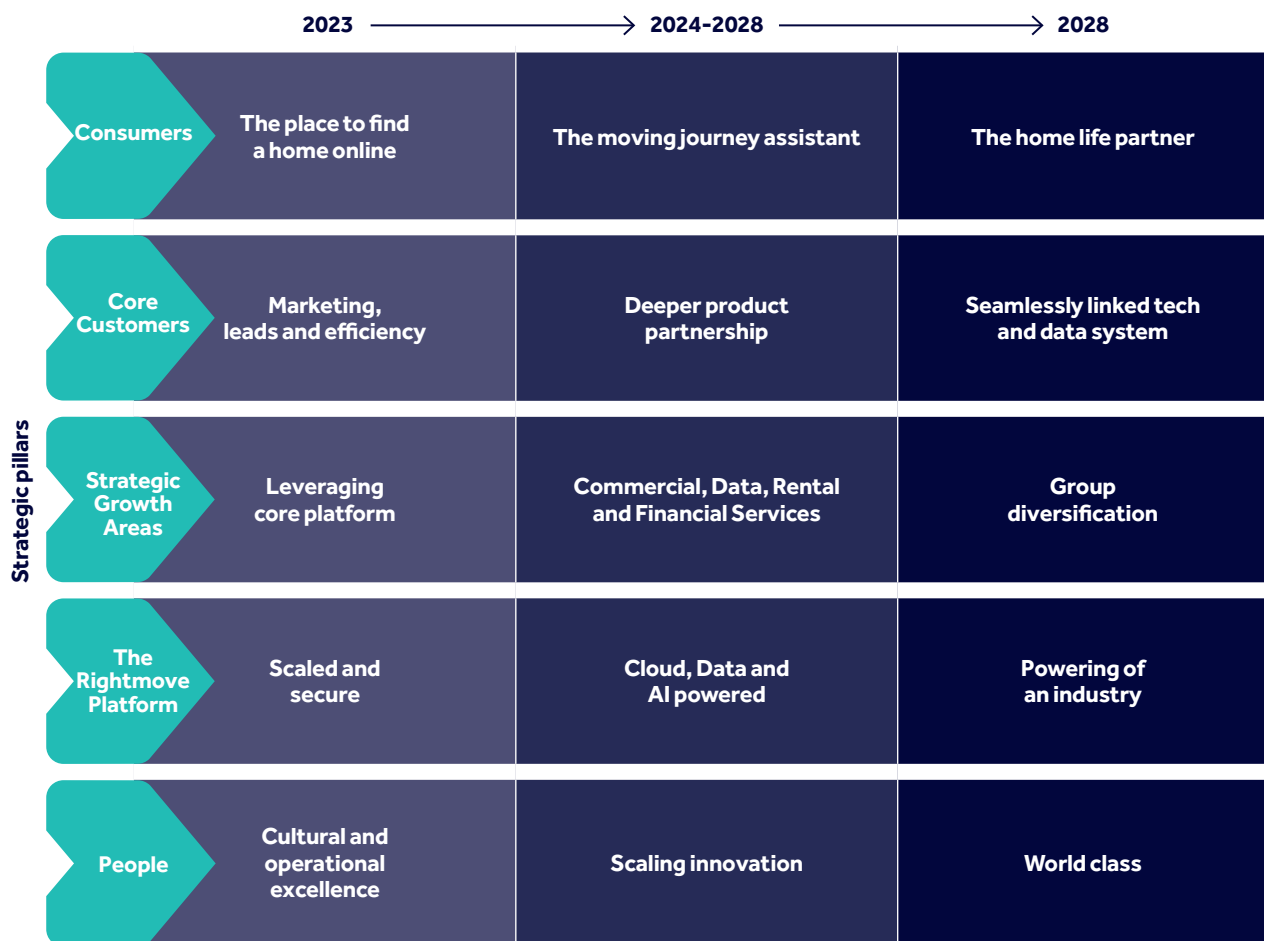 2023 2024-2028 2028
Strategic pillars
Consumers
The place to find
a home online
The moving journey assistant
The home life partner
Core
Customers
Marketing,
leads and efficiency
Deeper product
partnership
Seamlessly linked tech
and data system
Strategic
Growth
Areas
Leveraging
core platform
Commercial, Data, Rental
and Financial Services
Group
diversification
The
Rightmove
Platform
Scaled and
secure
Cloud, Data and
AI powered
Powering of
an industry
People
Cultural and
operational
excellence
Scaling innovation
World class